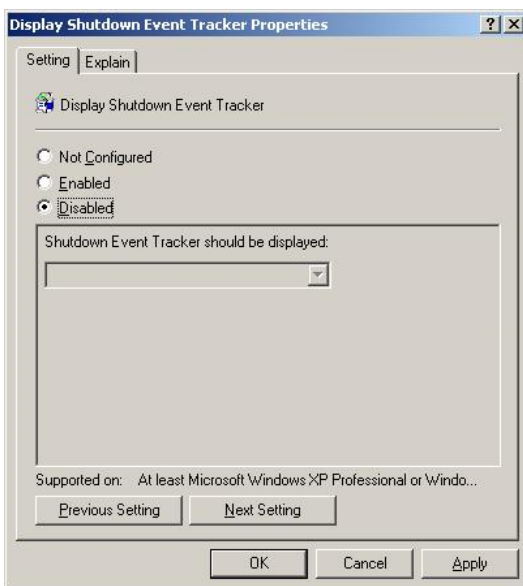 Display Shutdown Event Tracker Properties
Setting Explain
Display Shutdown Event Tracker
Not Configured
Enabled
Disabled
Shutdown Event Tracker should be displayed:
Supported on: At least Microsoft Windows XP Professional or Windo...
Previous Setting Next Setting
OK Cancel Apply